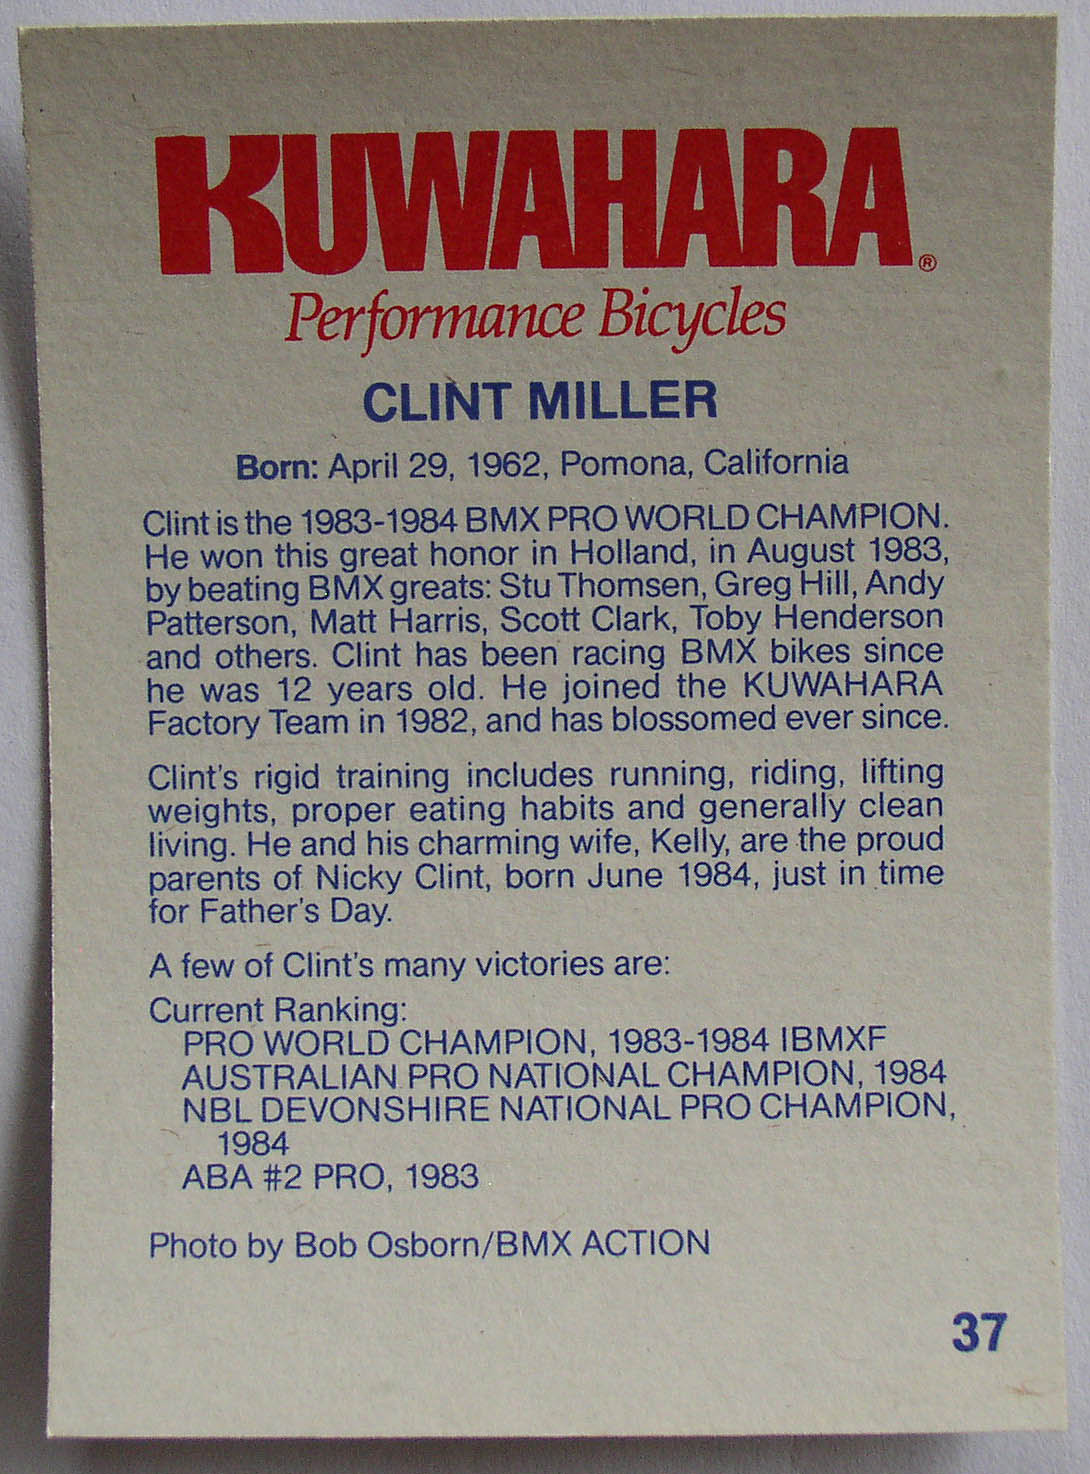 KUWAHARA®
Performance Bicycles
CLINT MILLER
Born: April 29, 1962, Pomona, California
Clint is the 1983-1984 BMX PRO WORLD CHAMPION.
He won this great honor in Holland, in August 1983,
by beating BMX greats: Stu Thomsen, Greg Hill, Andy
Patterson, Matt Harris, Scott Clark, Toby Henderson
and others. Clint has been racing BMX bikes since
he was 12 years old. He joined the KUWAHARA
Factory Team in 1982, and has blossomed ever since.
Clint's rigid training includes running, riding, lifting
weights, proper eating habits and generally clean
living. He and his charming wife, Kelly, are the proud
parents of Nicky Clint, born June 1984, just in time
for Father's Day.
A few of Clint's many victories are:
Current Ranking:
PRO WORLD CHAMPION, 1983-1984 IBMXF
AUSTRALIAN PRO NATIONAL CHAMPION, 1984
NBL DEVONSHIRE NATIONAL PRO CHAMPION,
1984
ABA #2 PRO, 1983
Photo by Bob Osborn/BMX ACTION
37